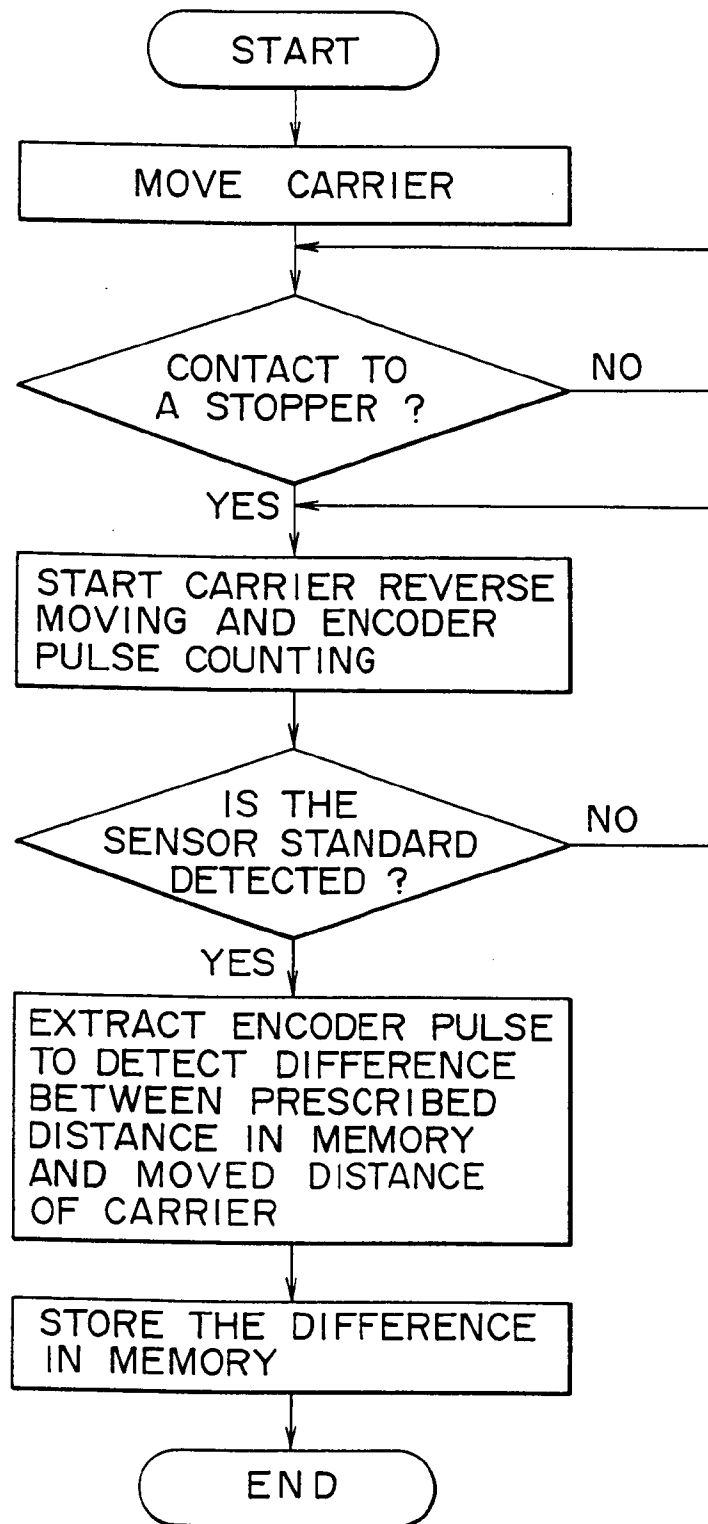 START
MOVE CARRIER
CONTACT TO
A STOPPER ?
NO
YES
START CARRIER REVERSE
MOVING AND ENCODER
PULSE COUNTING
IS THE
SENSOR STANDARD
DETECTED ?
NO
YES
EXTRACT ENCODER PULSE
TO DETECT DIFFERENCE
BETWEEN PRESCRIBED
DISTANCE IN MEMORY
AND MOVED DISTANCE
OF CARRIER
STORE THE DIFFERENCE
IN MEMORY
END